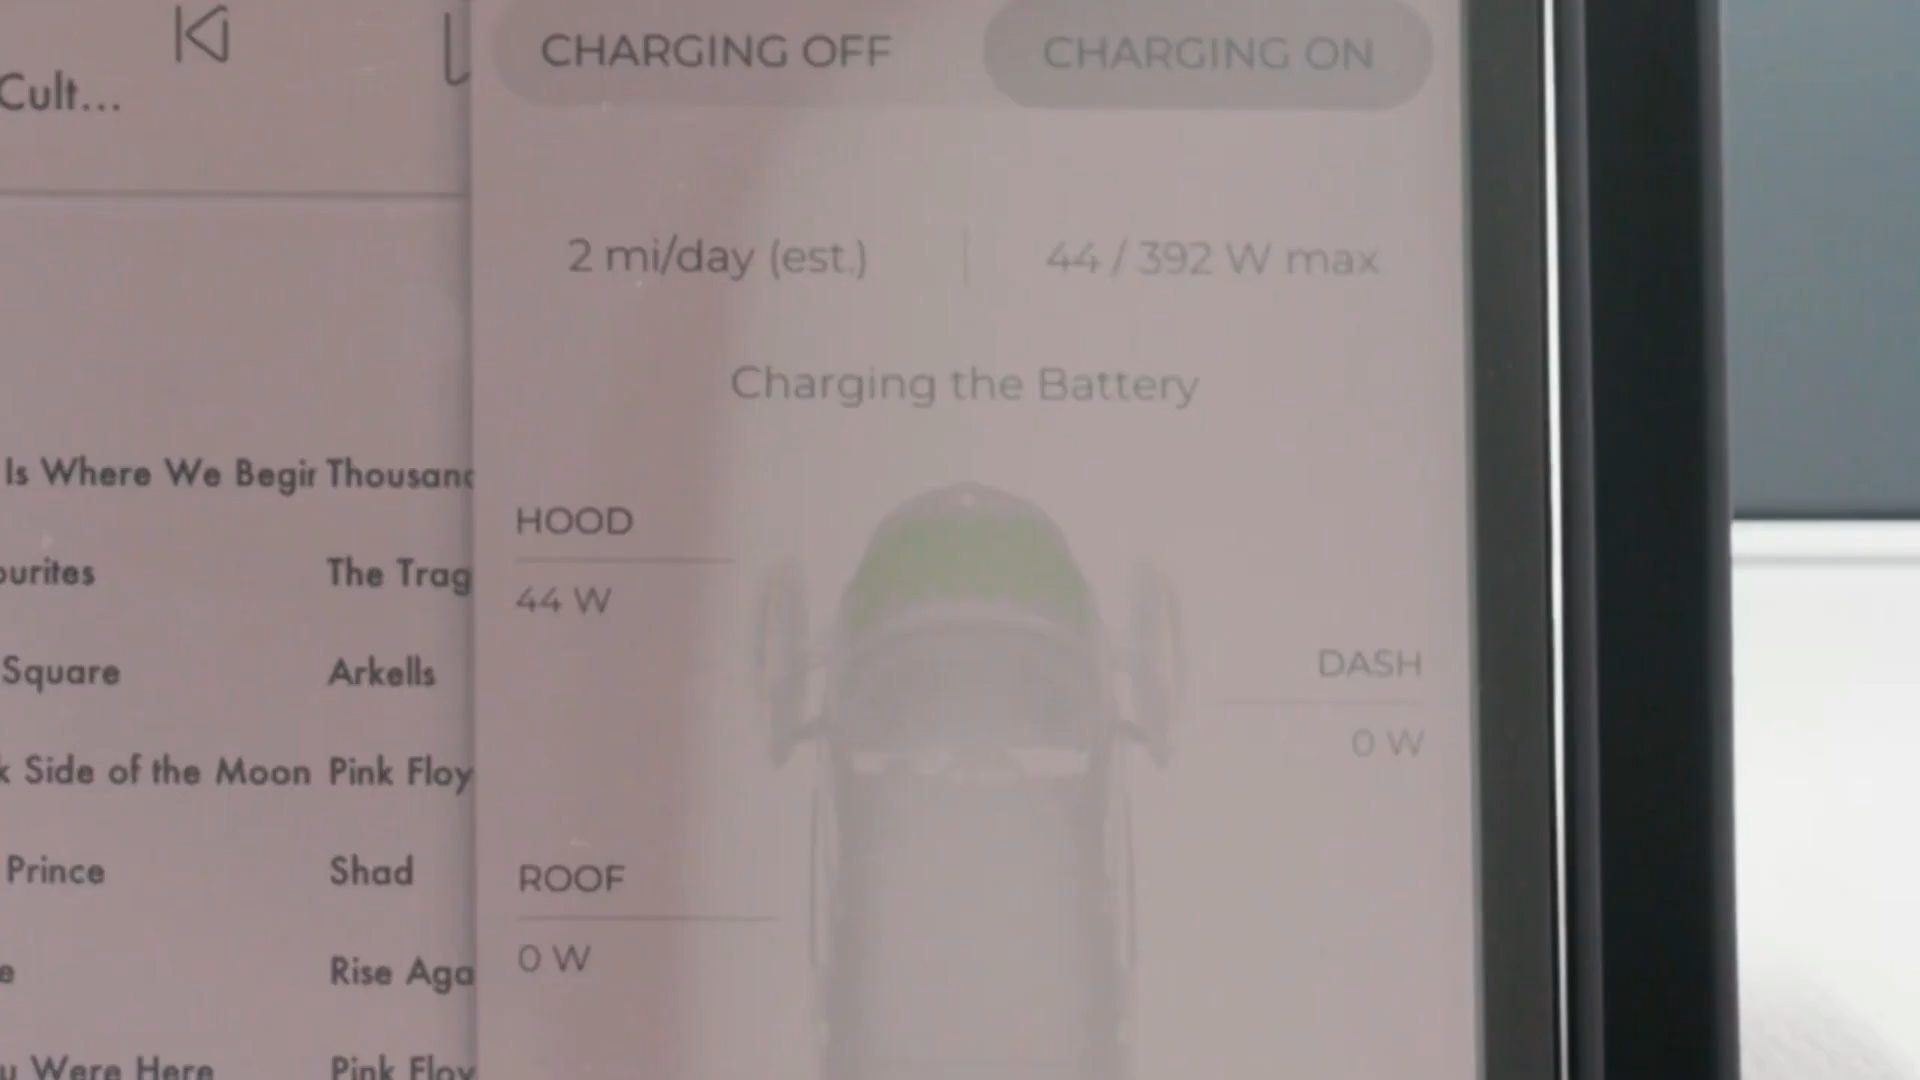 Cult...
Is Where We Begin Thousand
ourites The Trag
Square Arkells
k Side of the Moon Pink Floy
Prince Shad
e Rise Aga
u Were Here Pink Floy
CHARGING OFF CHARGING ON
2 mi/day (est.) | 44 / 392 W max
Charging the Battery
HOOD
44 W
DASH
0 W
ROOF
0 W